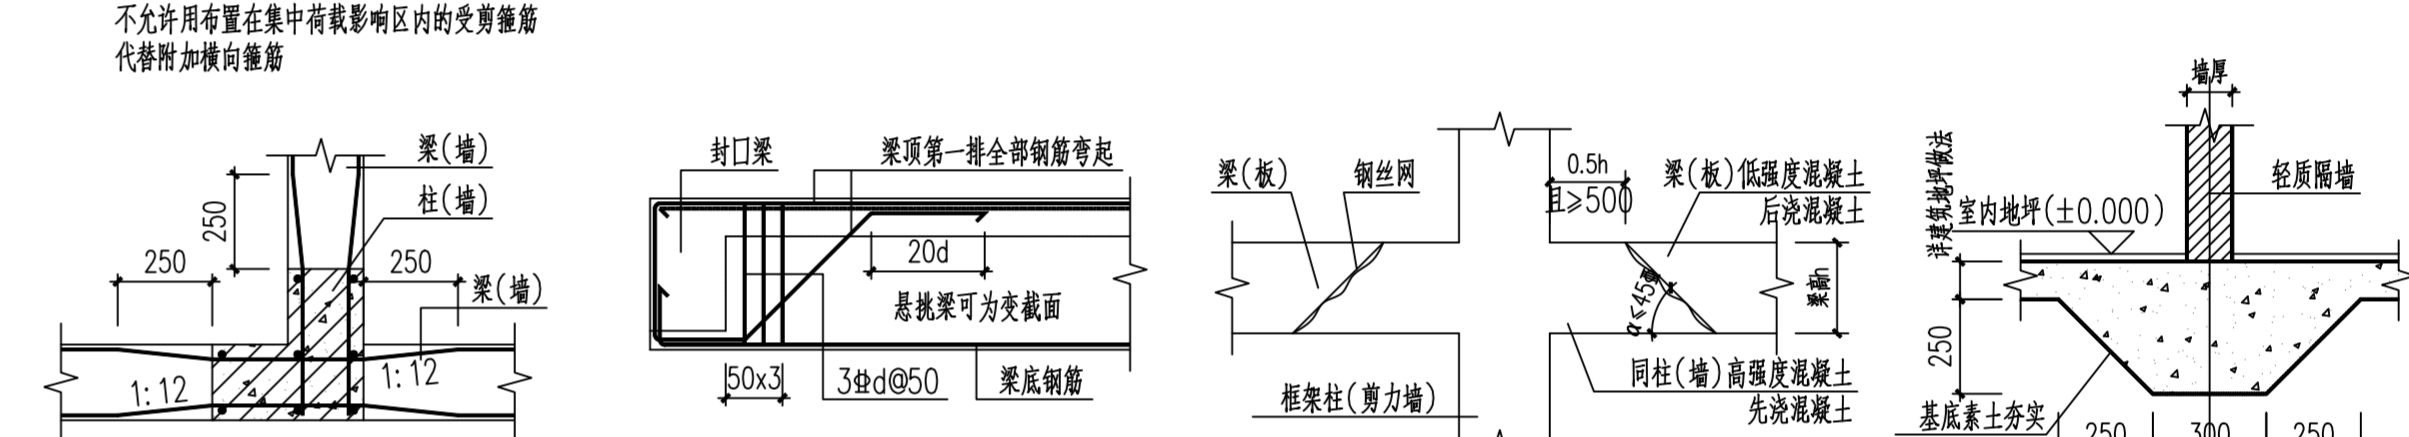 不允许用布置在集中荷载影响区内的受剪箍筋
代替附加横向箍筋
梁(墙)
柱(墙)
250
250
250
梁(墙)
1:12
1:12
封口梁
梁顶第一排全部钢筋弯起
20d
悬挑梁可为变截面
50x3
3Φd@50
梁底钢筋
梁(板)
钢丝网
0.5h
且≥500
梁(板)低强度混凝土
后浇混凝土
α≤45度
梁高h
同柱(墙)高强度混凝土
先浇混凝土
框架柱(剪力墙)
墙厚
详建筑地坪做法
轻质隔墙
室内地坪(±0.000)
250
基底素土夯实
250
300
250